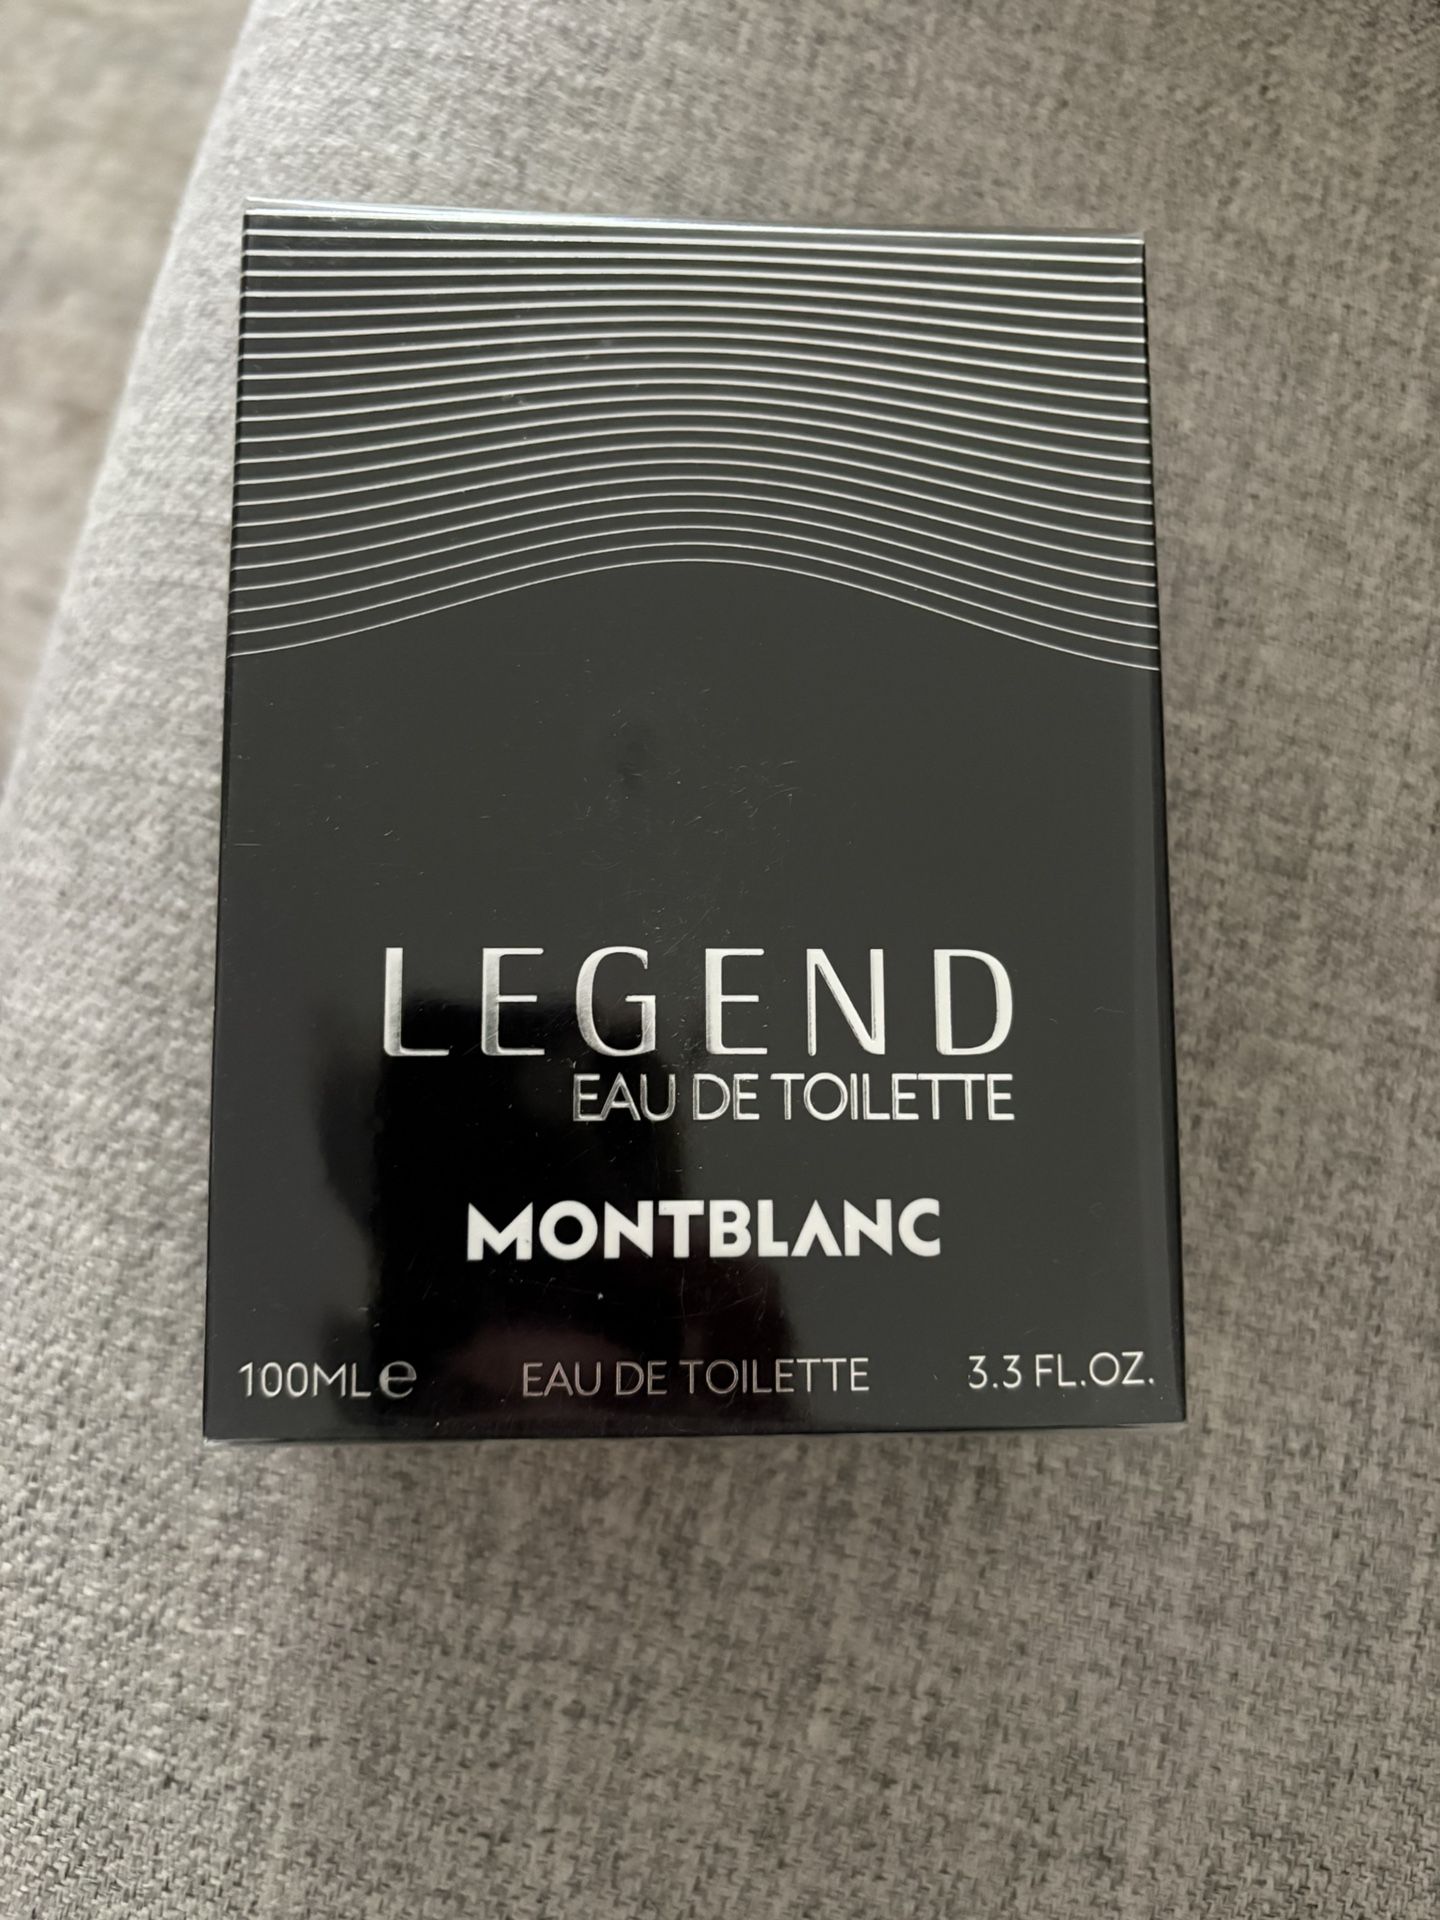 LEGEND
EAU DE TOILETTE
MONTBLANC
100ML℮ EAU DE TOILETTE 3.3 FL.OZ.